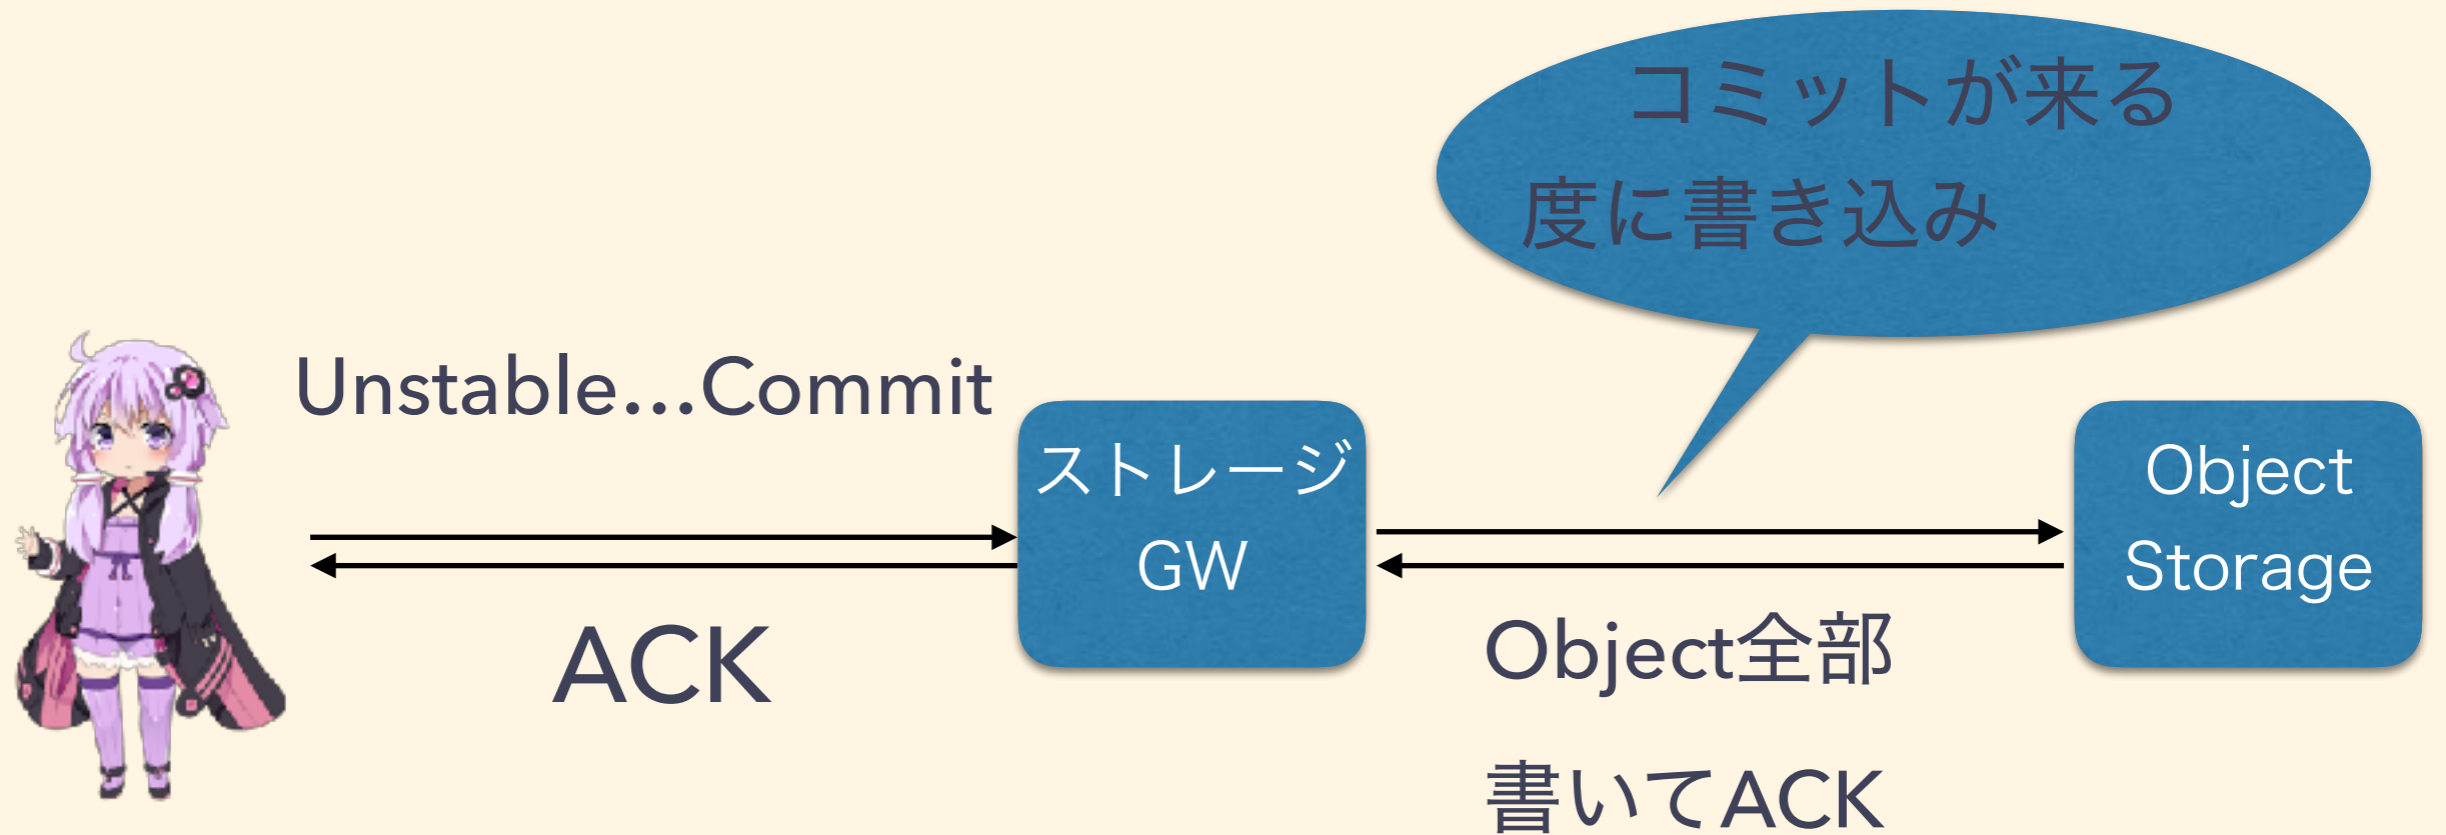 コミットが来る
度に書き込み
Unstable...Commit
ストレージ
GW
Object
Storage
ACK
Object全部
書いてACK